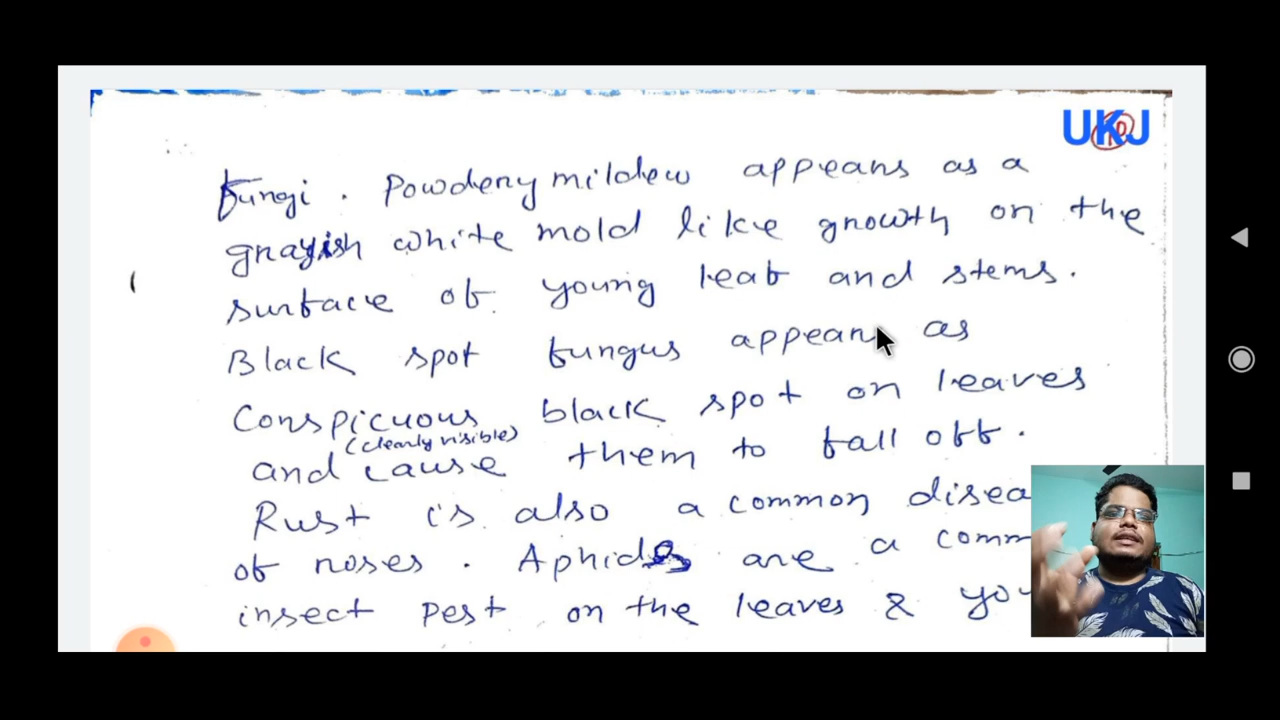 UKJ
fungi. Powdery mildew appears as a
grayish white mold like growth on the
surface of young leaf and stems.
Black spot fungus appears as
Conspicuous black spot on leaves
(clearly visible)
and cause them to fall off.
Rust is also a common disea
of roses. Aphids are a comm
insect pest on the leaves & you